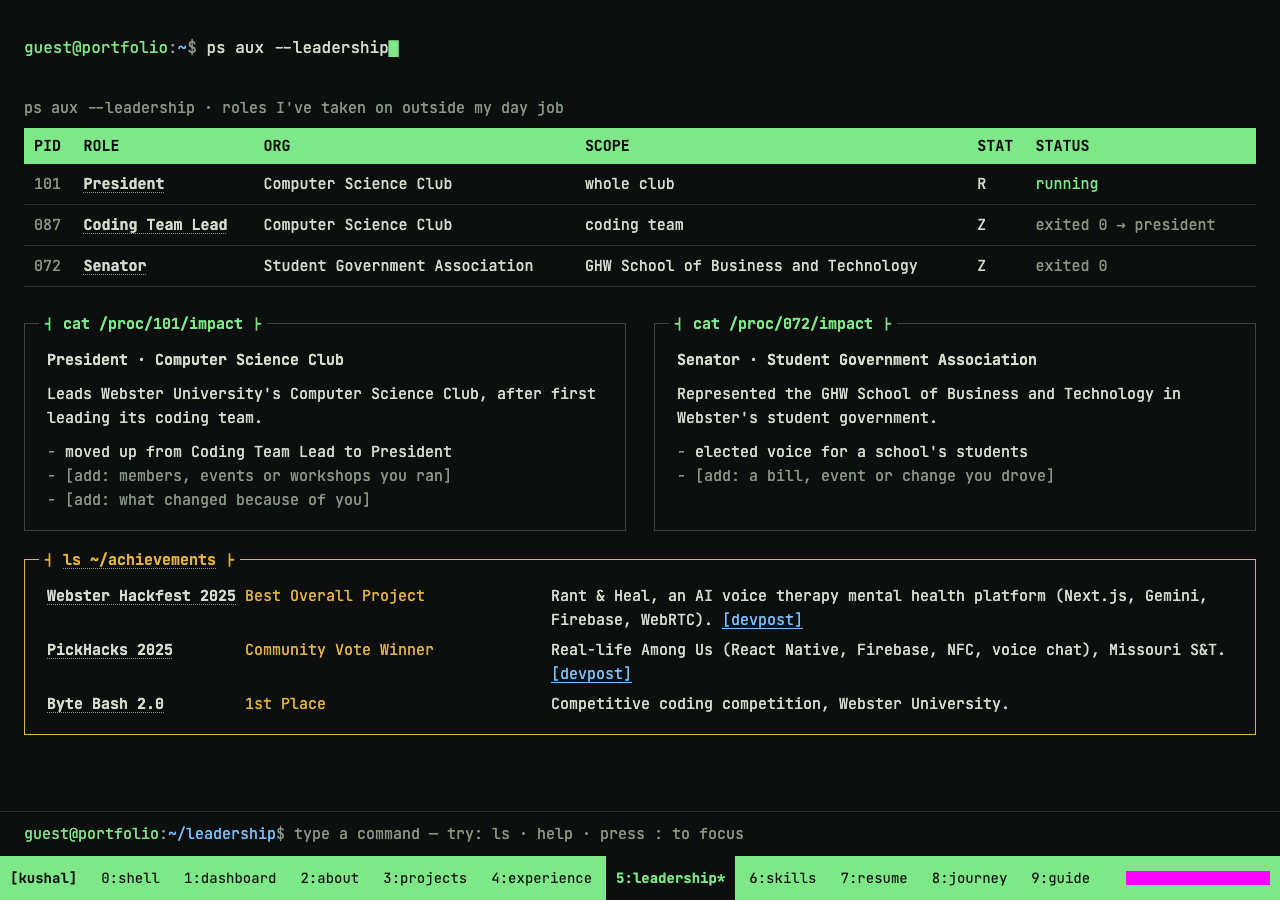 guest@portfolio:~$ ps aux --leadership
ps aux --leadership · roles I've taken on outside my day job
PID ROLE ORG SCOPE STAT STATUS
101 President Computer Science Club whole club R running
087 Coding Team Lead Computer Science Club coding team Z exited 0 → president
072 Senator Student Government Association GHW School of Business and Technology Z exited 0
┤ cat /proc/101/impact ├
President · Computer Science Club
Leads Webster University's Computer Science Club, after first
leading its coding team.
- moved up from Coding Team Lead to President
- [add: members, events or workshops you ran]
- [add: what changed because of you]
┤ cat /proc/072/impact ├
Senator · Student Government Association
Represented the GHW School of Business and Technology in
Webster's student government.
- elected voice for a school's students
- [add: a bill, event or change you drove]
┤ ls ~/achievements ├
Webster Hackfest 2025 Best Overall Project Rant & Heal, an AI voice therapy mental health platform (Next.js, Gemini,
Firebase, WebRTC). [devpost]
PickHacks 2025 Community Vote Winner Real-life Among Us (React Native, Firebase, NFC, voice chat), Missouri S&T.
[devpost]
Byte Bash 2.0 1st Place Competitive coding competition, Webster University.
guest@portfolio:~/leadership$ type a command — try: ls · help · press : to focus
[kushal] 0:shell 1:dashboard 2:about 3:projects 4:experience 5:leadership* 6:skills 7:resume 8:journey 9:guide